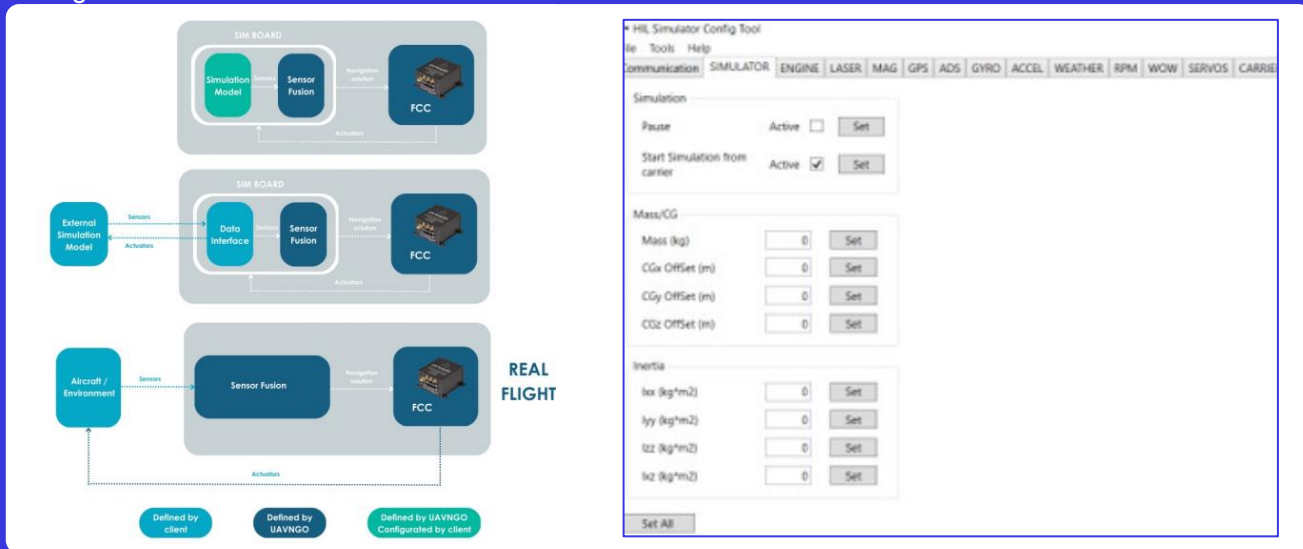 SIM BOARD
Simulation
Model
Sensors
Sensor
Fusion
Navigation
solution
FCC
Actuators
SIM BOARD
External
Simulation
Model
Sensors
Actuators
Data
Interface
Sensors
Sensor
Fusion
Navigation
solution
FCC
Actuators
Aircraft /
Environment
Sensors
Sensor Fusion
Navigation
solution
FCC
REAL
FLIGHT
Actuators
Defined by
client
Defined by
UAVNGO
Defined by UAVNGO
Configurated by client
HIL Simulator Config Tool
Tools Help
SIMULATOR ENGINE LASER MAG GPS ADS GYRO ACCEL WEATHER RPM WOW SERVOS
Simulation
Pause Active Set
Start Simulation from
carrier Active Set
Mass/CG
Mass (kg) 0 Set
CGx OffSet (m) 0 Set
CGy OffSet (m) 0 Set
CGz OffSet (m) 0 Set
Inertia
Ixx (kg*m2) 0 Set
Iyy (kg*m2) 0 Set
Izz (kg*m2) 0 Set
Ixz (kg*m2) 0 Set
Set All